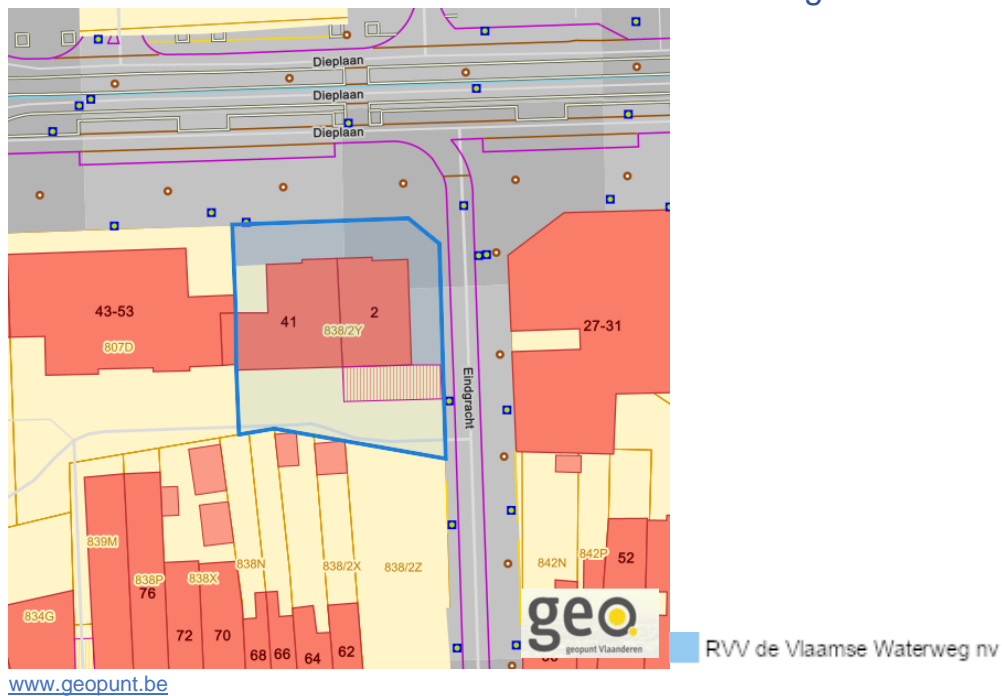 Dieplaan
Dieplaan
Dieplaan
43-53
807D
41
2
838/2Y
27-31
Eindgracht
839M
838P
76
838X
838N
838/2X
838/2Z
842N
842P
52
834G
72
70
68
66
64
62
geo.
geopunt Vlaanderen
RVV de Vlaamse Waterweg nv
www.geopunt.be